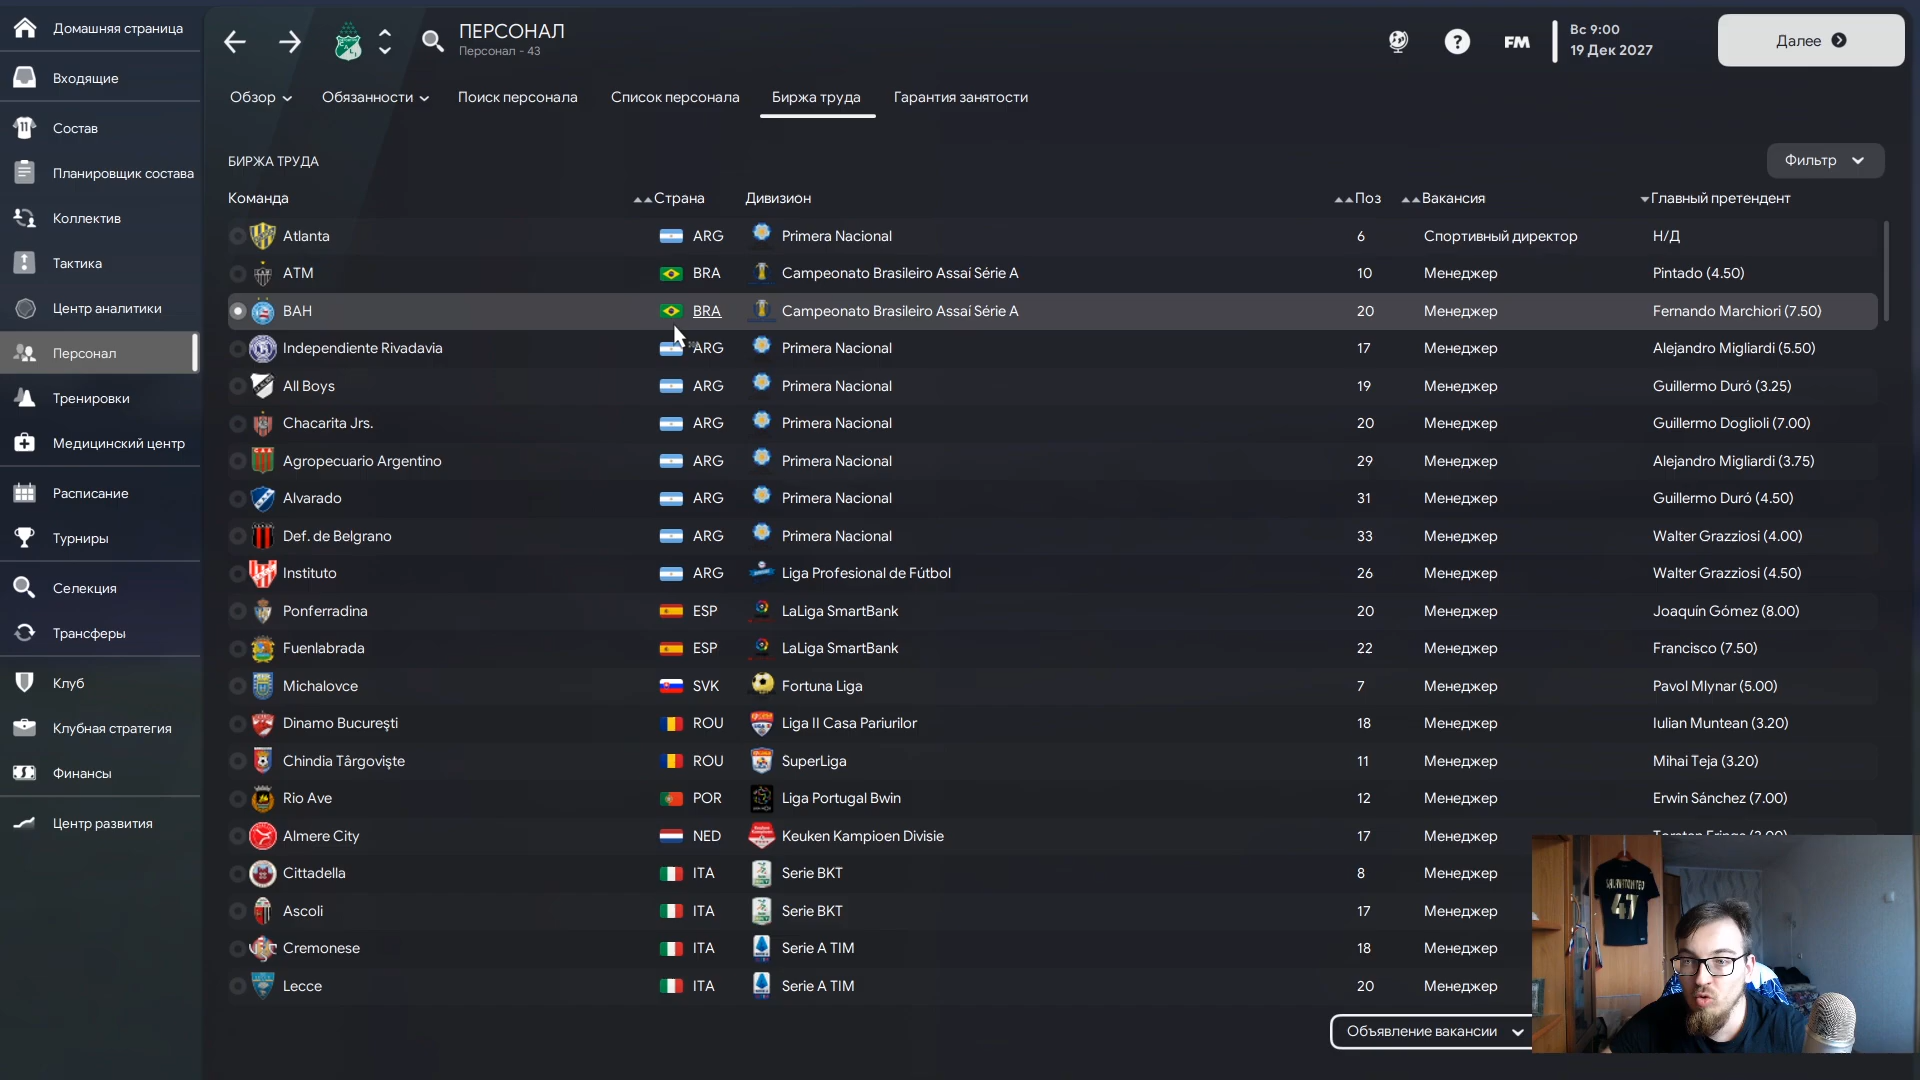 Домашняя страница
Входящие
Состав
Планировщик состава
Коллектив
Тактика
Центр аналитики
Персонал
Тренировки
Медицинский центр
Расписание
Турниры
Селекция
Трансферы
Клуб
Клубная стратегия
Финансы
Центр развития
ПЕРСОНАЛ
Персонал - 43
FM
Вс 9:00
19 Дек 2027
Далее
Обзор Обязанности Поиск персонала Список персонала Биржа труда Гарантия занятости
БИРЖА ТРУДА
Фильтр
Команда Страна Дивизион Поз Вакансия Главный претендент
Atlanta ARG Primera Nacional 6 Спортивный директор Н/Д
ATM BRA Campeonato Brasileiro Assaí Série A 10 Менеджер Pintado (4.50)
BAH BRA Campeonato Brasileiro Assaí Série A 20 Менеджер Fernando Marchiori (7.50)
Independiente Rivadavia ARG Primera Nacional 17 Менеджер Alejandro Migliardi (5.50)
All Boys ARG Primera Nacional 19 Менеджер Guillermo Duró (3.25)
Chacarita Jrs. ARG Primera Nacional 20 Менеджер Guillermo Doglioli (7.00)
Agropecuario Argentino ARG Primera Nacional 29 Менеджер Alejandro Migliardi (3.75)
Alvarado ARG Primera Nacional 31 Менеджер Guillermo Duró (4.50)
Def. de Belgrano ARG Primera Nacional 33 Менеджер Walter Grazziosi (4.00)
Instituto ARG Liga Profesional de Fútbol 26 Менеджер Walter Grazziosi (4.50)
Ponferradina ESP LaLiga SmartBank 20 Менеджер Joaquín Gómez (8.00)
Fuenlabrada ESP LaLiga SmartBank 22 Менеджер Francisco (7.50)
Michalovce SVK Fortuna Liga 7 Менеджер Pavol Mlynar (5.00)
Dinamo Bucureşti ROU Liga II Casa Pariurilor 18 Менеджер Iulian Muntean (3.20)
Chindia Târgovişte ROU SuperLiga 11 Менеджер Mihai Teja (3.20)
Rio Ave POR Liga Portugal Bwin 12 Менеджер Erwin Sánchez (7.00)
Almere City NED Keuken Kampioen Divisie 17 Менеджер
Cittadella ITA Serie BKT 8 Менеджер
Ascoli ITA Serie BKT 17 Менеджер
Cremonese ITA Serie A TIM 18 Менеджер
Lecce ITA Serie A TIM 20 Менеджер
Объявление вакансии
47